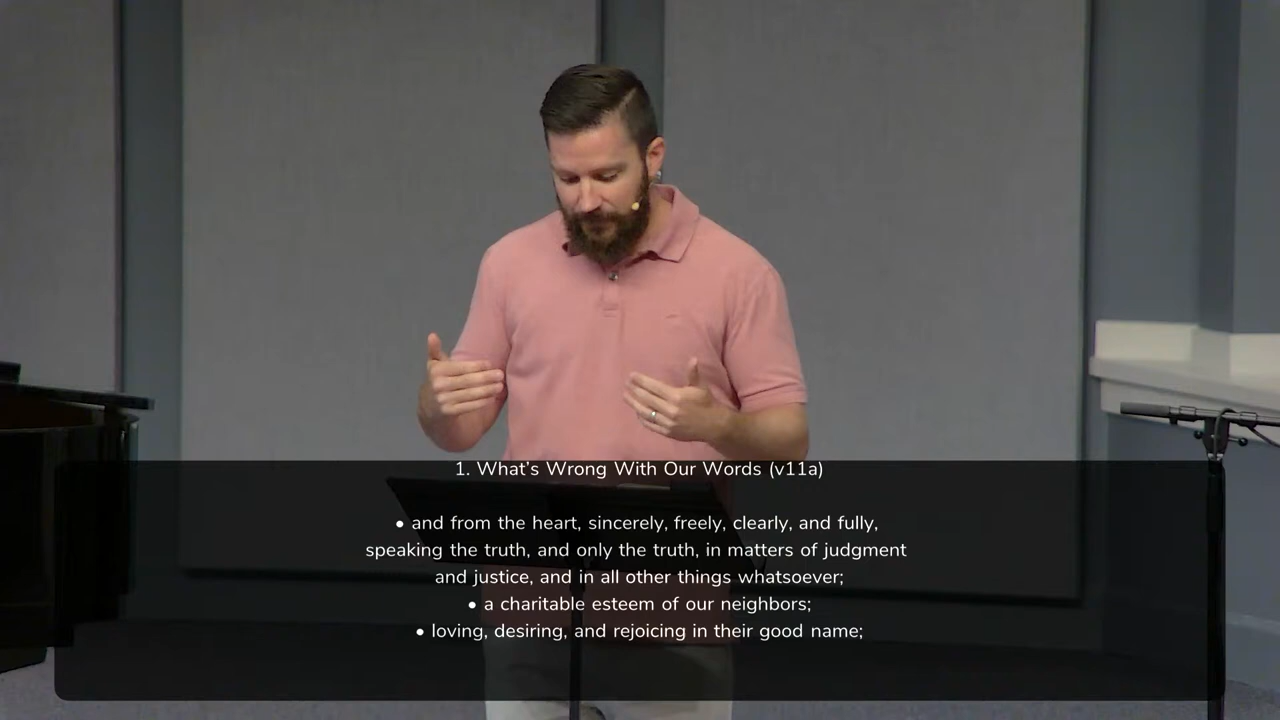 1. What's Wrong With Our Words (v11a)
• and from the heart, sincerely, freely, clearly, and fully,
speaking the truth, and only the truth, in matters of judgment
and justice, and in all other things whatsoever;
• a charitable esteem of our neighbors;
• loving, desiring, and rejoicing in their good name;